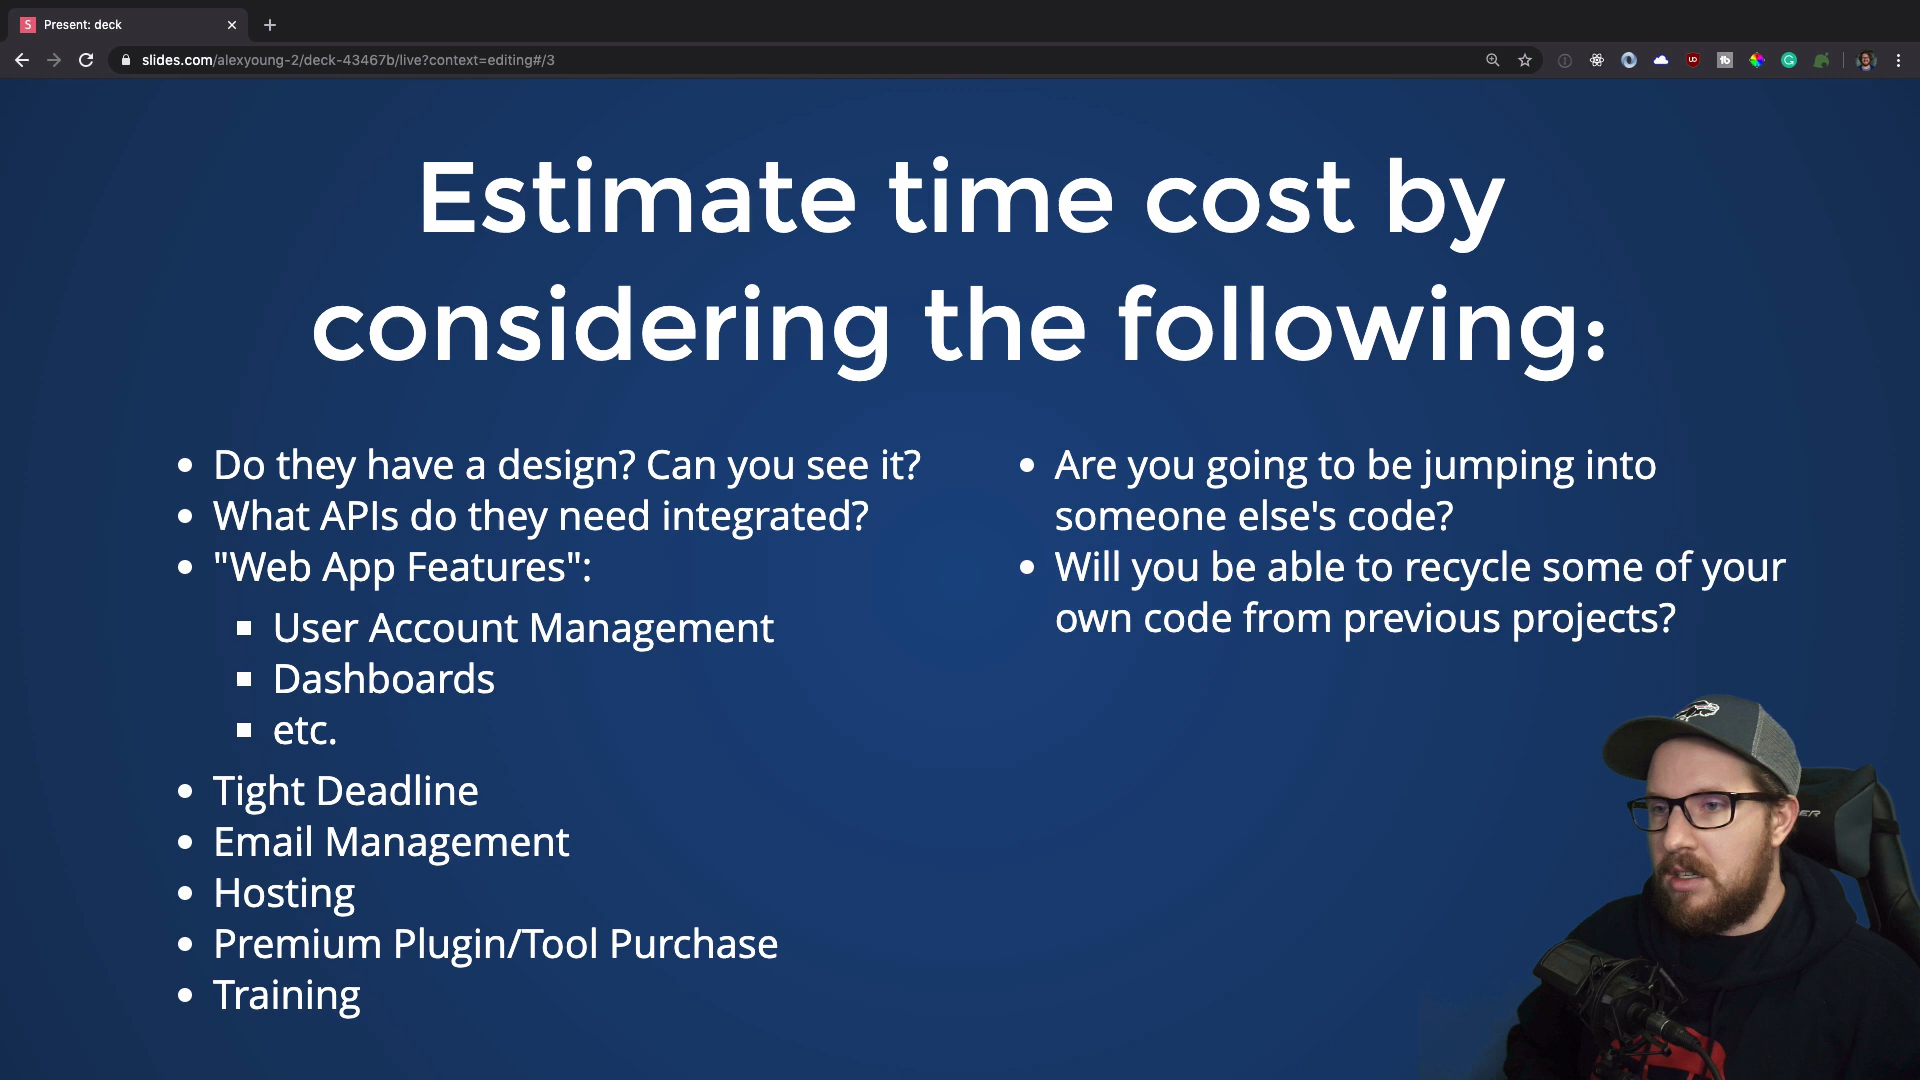 S Present: deck
slides.com/alexyoung-2/deck-43467b/live?context=editing#/3
Estimate time cost by
considering the following:
• Do they have a design? Can you see it?
• What APIs do they need integrated?
• "Web App Features":
▪ User Account Management
▪ Dashboards
▪ etc.
• Tight Deadline
• Email Management
• Hosting
• Premium Plugin/Tool Purchase
• Training
• Are you going to be jumping into
someone else's code?
• Will you be able to recycle some of your
own code from previous projects?